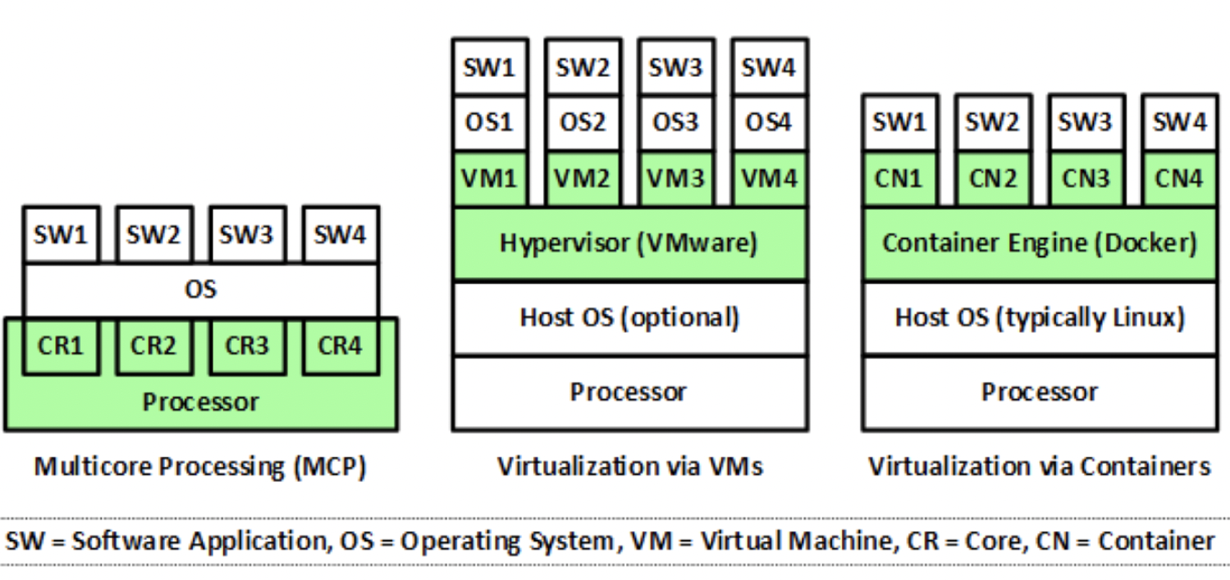 SW1 SW2 SW3 SW4
OS
CR1 CR2 CR3 CR4
Processor
Multicore Processing (MCP)
SW1 SW2 SW3 SW4
OS1 OS2 OS3 OS4
VM1 VM2 VM3 VM4
Hypervisor (VMware)
Host OS (optional)
Processor
Virtualization via VMs
SW1 SW2 SW3 SW4
CN1 CN2 CN3 CN4
Container Engine (Docker)
Host OS (typically Linux)
Processor
Virtualization via Containers
SW = Software Application, OS = Operating System, VM = Virtual Machine, CR = Core, CN = Container